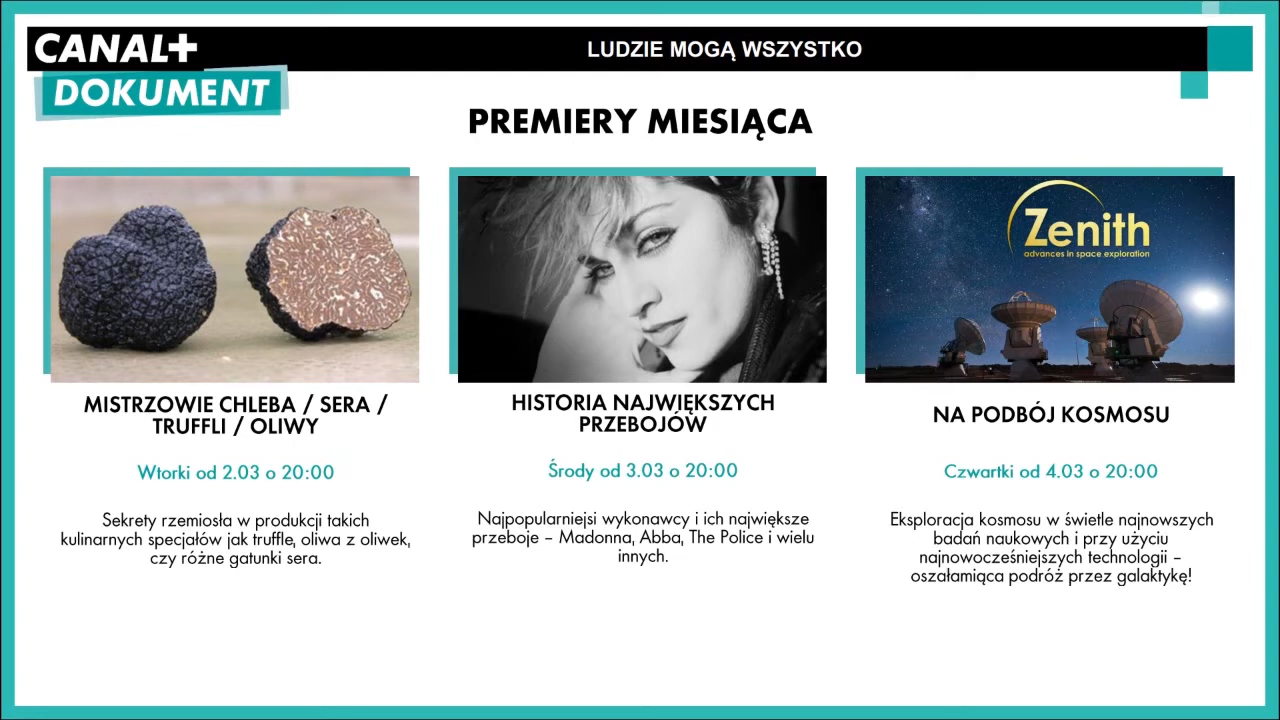 CANAL+
DOKUMENT
LUDZIE MOGĄ WSZYSTKO
PREMIERY MIESIĄCA
Zenith
advances in space exploration
MISTRZOWIE CHLEBA / SERA /
TRUFFLI / OLIWY
Wtorki od 2.03 o 20:00
Sekrety rzemiosła w produkcji takich
kulinarnych specjałów jak truffle, oliwa z oliwek,
czy różne gatunki sera.
HISTORIA NAJWIĘKSZYCH
PRZEBOJÓW
Środy od 3.03 o 20:00
Najpopularniejsi wykonawcy i ich największe
przeboje – Madonna, Abba, The Police i wielu
innych.
NA PODBÓJ KOSMOSU
Czwartki od 4.03 o 20:00
Eksploracja kosmosu w świetle najnowszych
badań naukowych i przy użyciu
najnowocześniejszych technologii –
oszałamiąca podróż przez galaktykę!